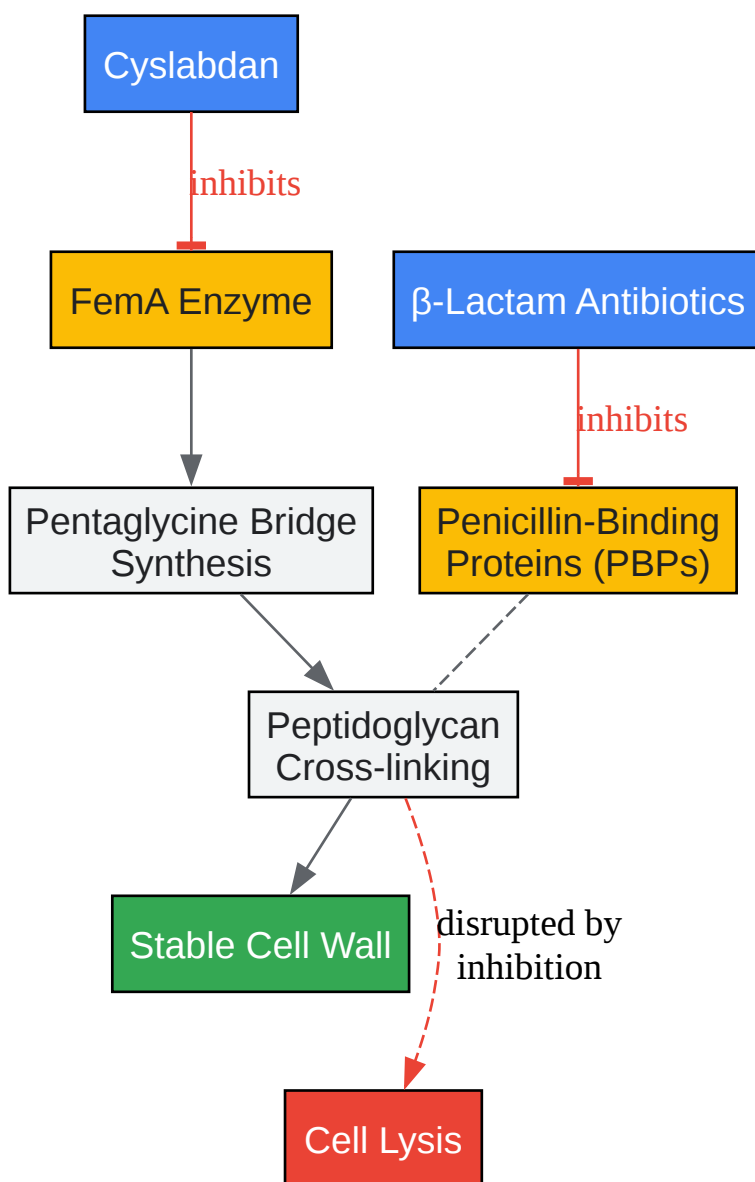 Cyslabdan
inhibits
FemA Enzyme
β-Lactam Antibiotics
inhibits
Pentaglycine Bridge
Synthesis
Penicillin-Binding
Proteins (PBPs)
Peptidoglycan
Cross-linking
Stable Cell Wall
disrupted by
inhibition
Cell Lysis